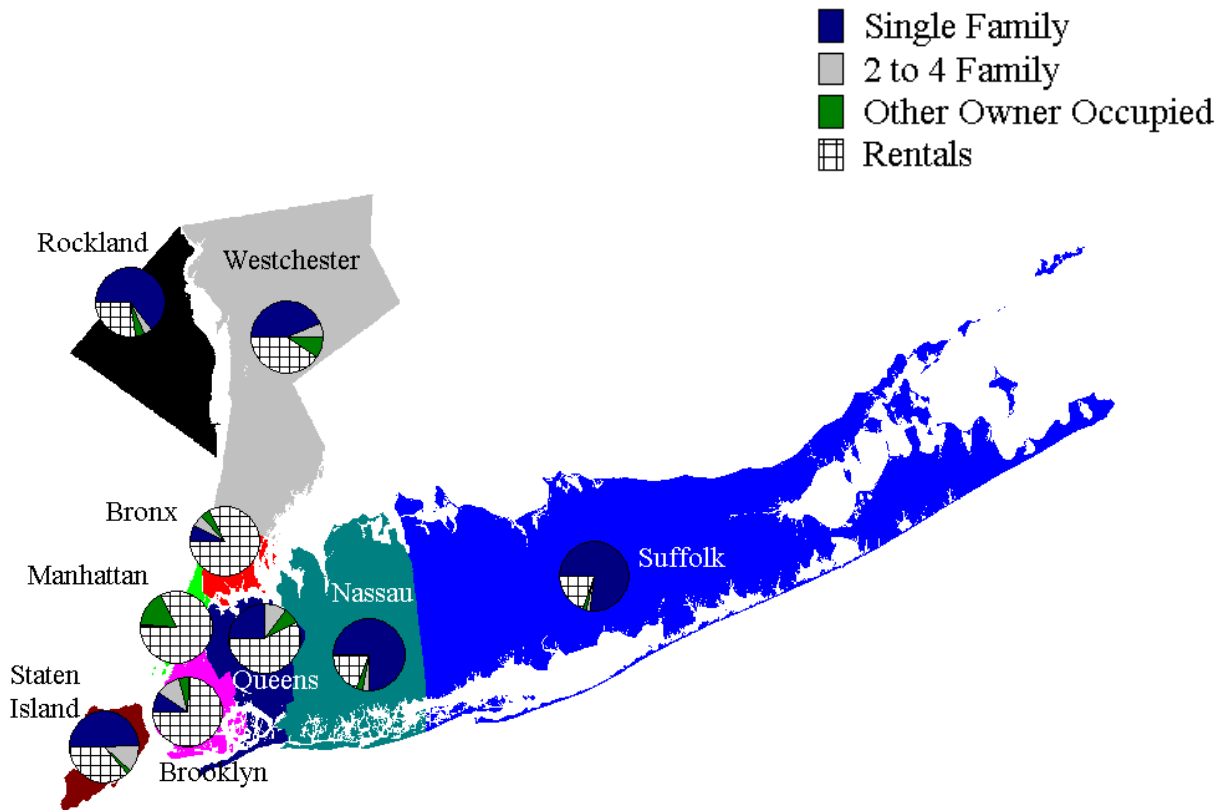 Single Family
2 to 4 Family
Other Owner Occupied
Rentals
Rockland
Westchester
Bronx
Manhattan
Suffolk
Nassau
Staten
Island
Queens
Brooklyn